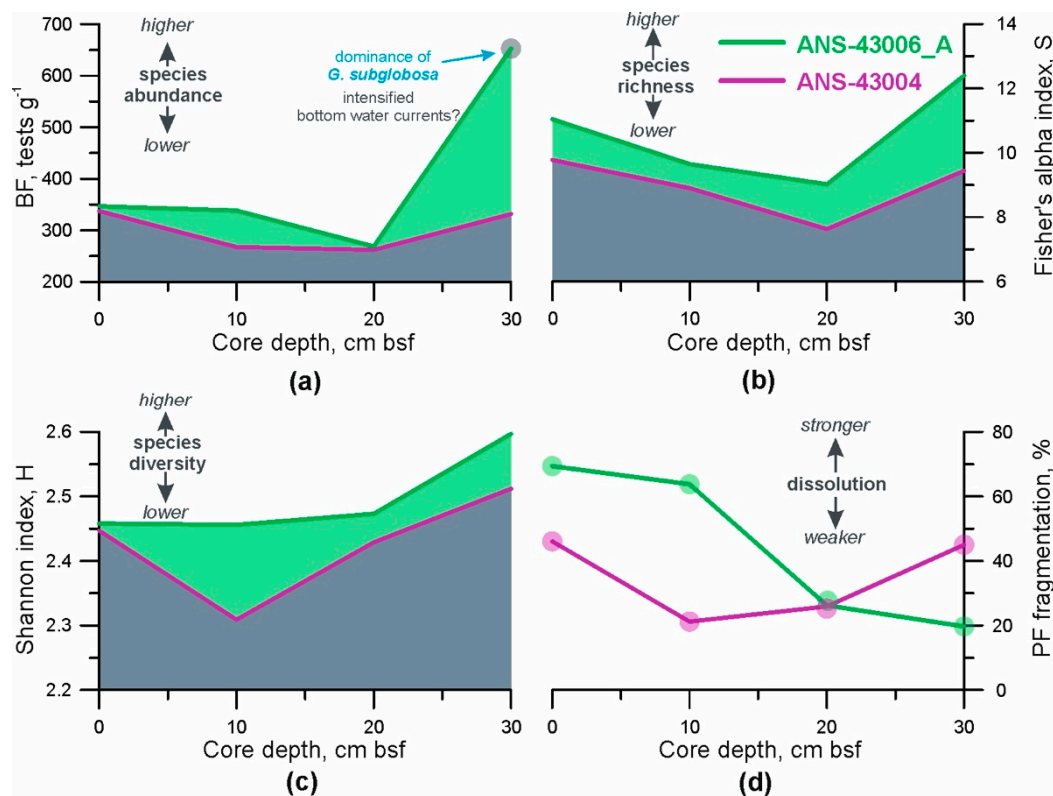 700
600
500
400
300
200
BF, tests g-1
higher
species
abundance
lower
dominance of
G. subglobosa
intensified
bottom water currents?
0
10
20
30
Core depth, cm bsf
(a)
higher
species
richness
lower
ANS-43006_A
ANS-43004
14
12
10
8
6
Fisher's alpha index, S
0
10
20
30
Core depth, cm bsf
(b)
2.6
2.5
2.4
2.3
2.2
Shannon index, H
higher
species
diversity
lower
0
10
20
30
Core depth, cm bsf
(c)
stronger
dissolution
weaker
80
60
40
20
0
PF fragmentation, %
0
10
20
30
Core depth, cm bsf
(d)